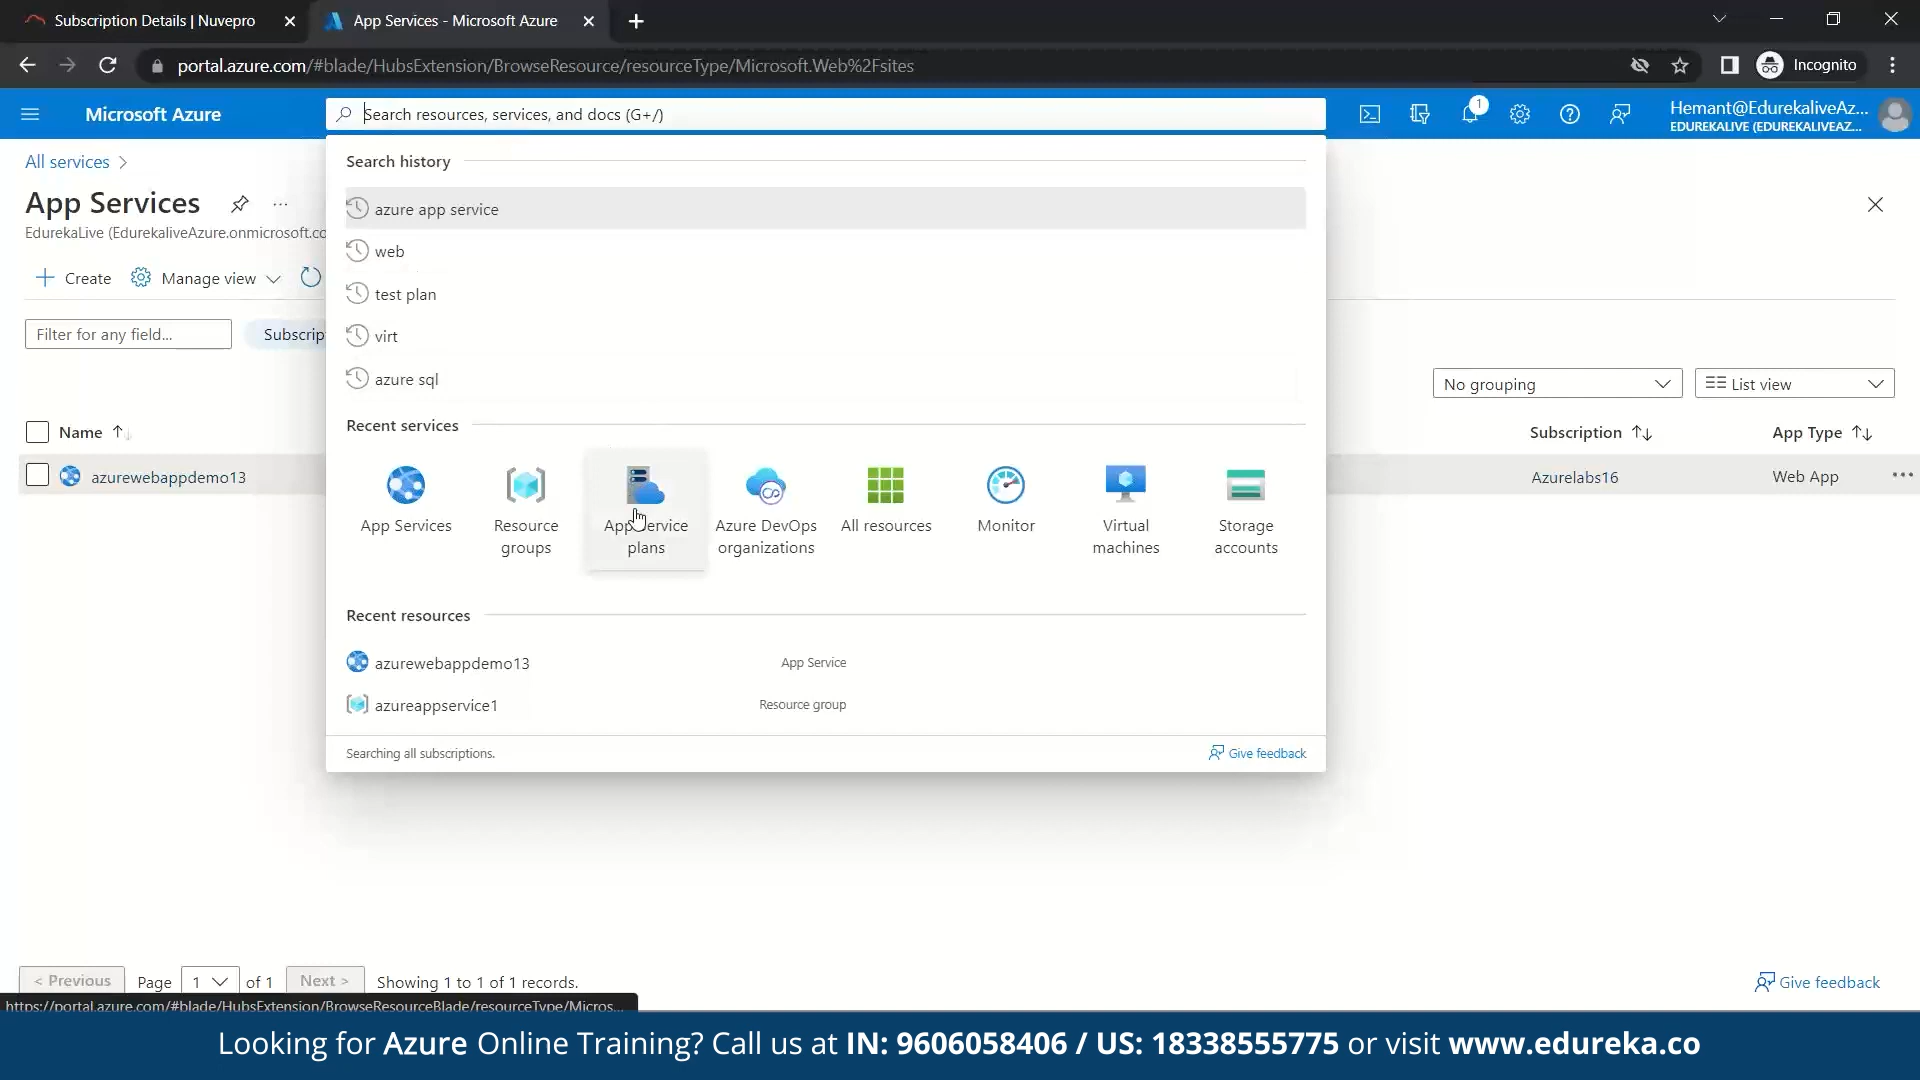 Subscription Details | Nuvepro
App Services - Microsoft Azure
portal.azure.com/#blade/HubsExtension/BrowseResource/resourceType/Microsoft.Web%2Fsites
Incognito
Microsoft Azure
Search resources, services, and docs (G+/)
1
Hemant@EdurekaliveAz...
EDUREKALIVE (EDUREKALIVEAZ...
All services
App Services
EdurekaLive (EdurekaliveAzure.onmicrosoft.co
Create
Manage view
Filter for any field...
Subscrip
Search history
azure app service
web
test plan
virt
azure sql
No grouping
List view
Recent services
Name
Subscription
App Type
azurewebappdemo13
Azurelabs16
Web App
App Services
Resource groups
App Service plans
Azure DevOps organizations
All resources
Monitor
Virtual machines
Storage accounts
Recent resources
azurewebappdemo13
App Service
azureappservice1
Resource group
Searching all subscriptions.
Give feedback
< Previous
Page
1
of 1
Next >
Showing 1 to 1 of 1 records.
Give feedback
https://portal.azure.com/#blade/HubsExtension/BrowseResourceBlade/resourceType/Micros...
Looking for Azure Online Training? Call us at IN: 9606058406 / US: 18338555775 or visit www.edureka.co